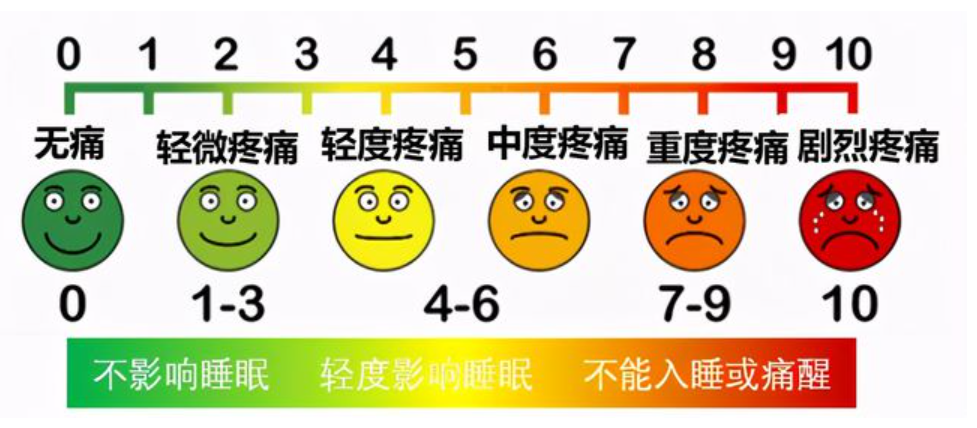 0 1 2 3 4 5 6 7 8 9 10
无痛 轻微疼痛 轻度疼痛 中度疼痛 重度疼痛 剧烈疼痛
0 1-3 4-6 7-9 10
不影响睡眠 轻度影响睡眠 不能入睡或痛醒